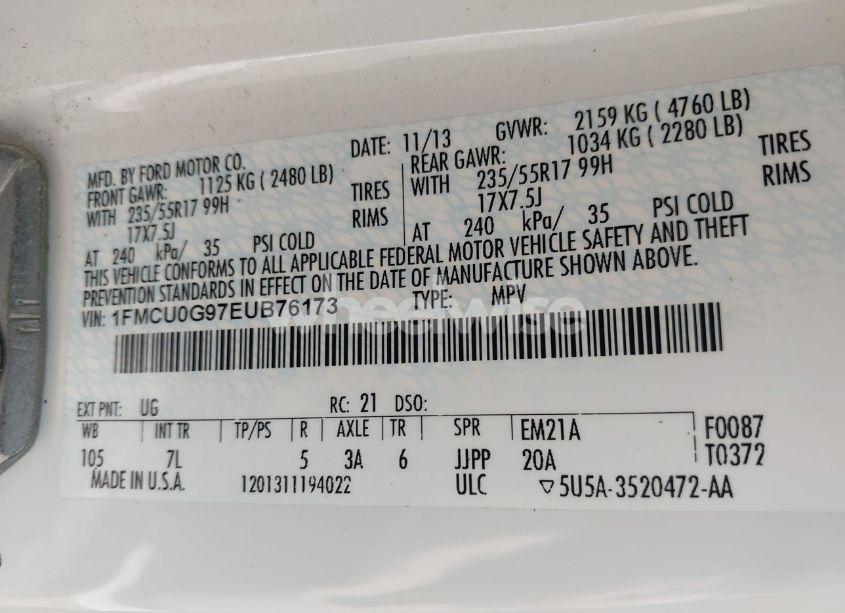 MFD. BY FORD MOTOR CO. DATE: 11/13 GVWR: 2159 KG ( 4760 LB)
FRONT GAWR: 1125 KG ( 2480 LB) REAR GAWR: 1034 KG ( 2280 LB)
WITH 235/55R17 99H TIRES WITH 235/55R17 99H TIRES
17X7.5J RIMS 17X7.5J RIMS
AT 240 kPa/ 35 PSI COLD AT 240 kPa/ 35 PSI COLD
THIS VEHICLE CONFORMS TO ALL APPLICABLE FEDERAL MOTOR VEHICLE SAFETY AND THEFT
PREVENTION STANDARDS IN EFFECT ON THE DATE OF MANUFACTURE SHOWN ABOVE.
VIN: 1FMCU0G97EUB76173 TYPE: MPV
wheelwise
EXT PNT: UG RC: 21 DSO:
WB INT TR TP/PS R AXLE TR SPR EM21A F0087
105 7L 5 3A 6 JJPP 20A T0372
MADE IN U.S.A. 1201311194022 ULC ▽5U5A-3520472-AA